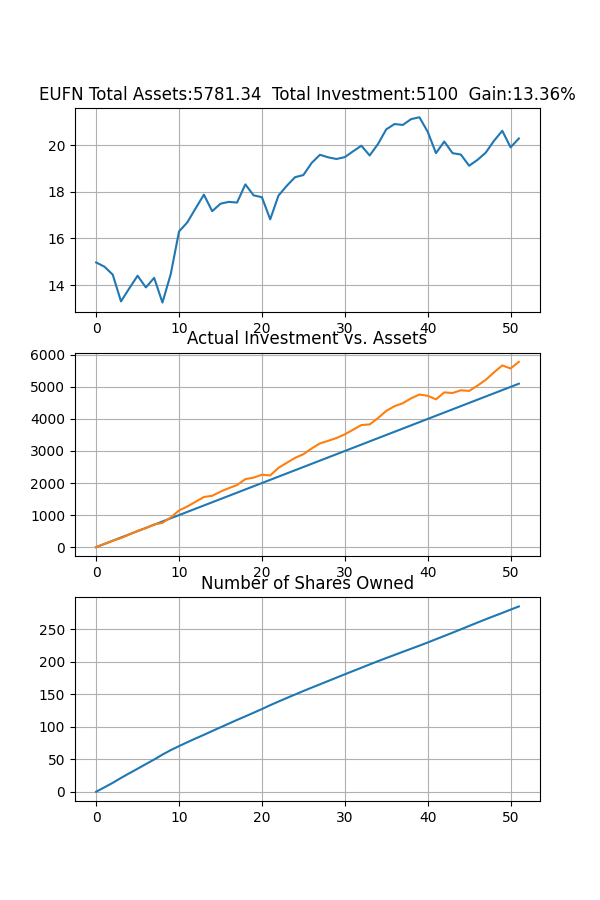 EUFN Total Assets:5781.34  Total Investment:5100  Gain:13.36%
20
18
16
14
0 10 20 30 40 50
Actual Investment vs. Assets
6000
5000
4000
3000
2000
1000
0
0 10 20 30 40 50
Number of Shares Owned
250
200
150
100
50
0
0 10 20 30 40 50